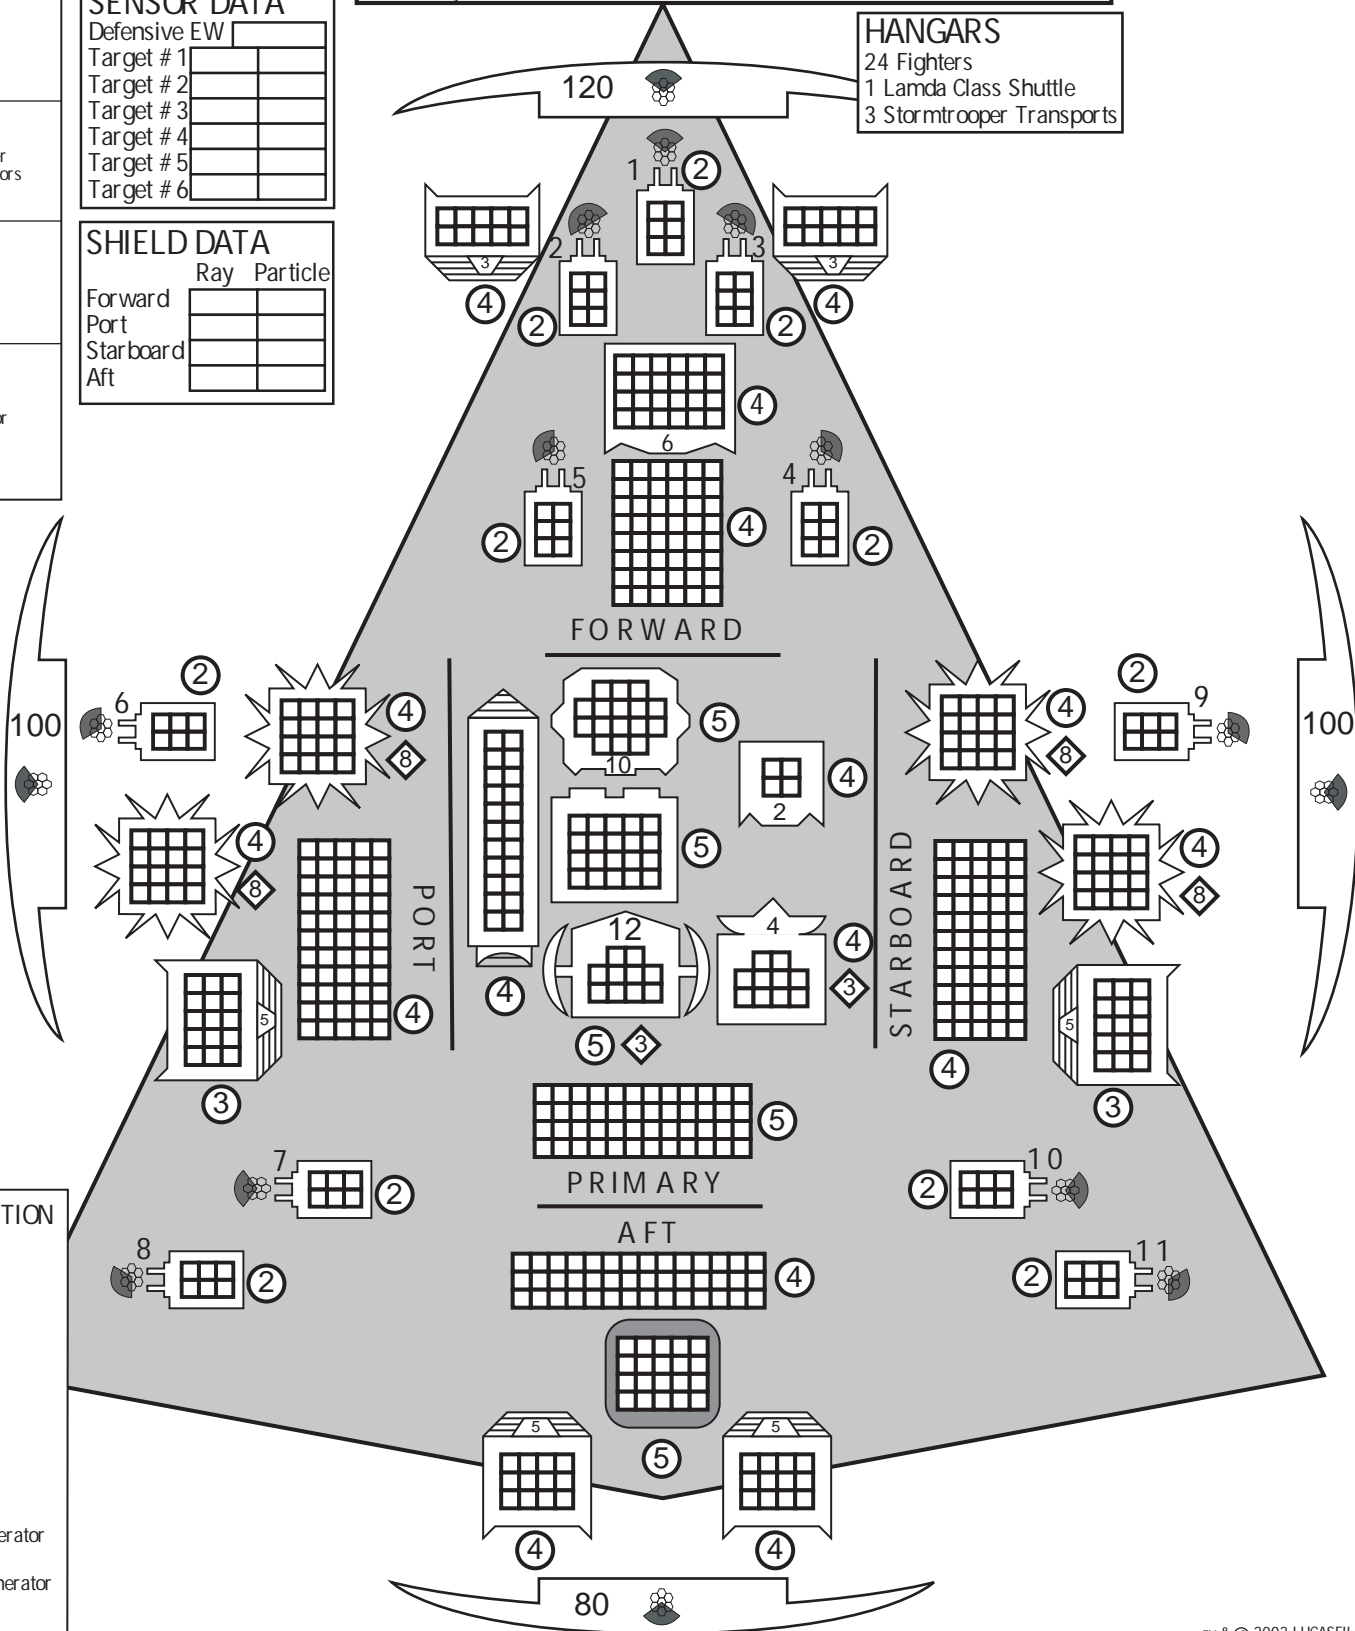 SENSOR DATA
Defensive EW
Target # 1
Target # 2
Target # 3
Target # 4
Target # 5
Target # 6
SHIELD DATA
Ray Particle
Forward
Port
Starboard
Aft
HANGARS
24 Fighters
1 Lamda Class Shuttle
3 Stormtrooper Transports
120
1 2
2 3
3 3
4 2 2 4
4
6
5 4
2 4 2
FORWARD
2 2
6 4 5 4 9
100 100
8 10 8
4
2
4 5 4
8 8
PORT
STARBOARD
12 4
4
4 4 3
5 5
5 3
4
3 3
5
7 10
2 2
PRIMARY
AFT
8 11
2 4 2
5 5
5
4 4
80